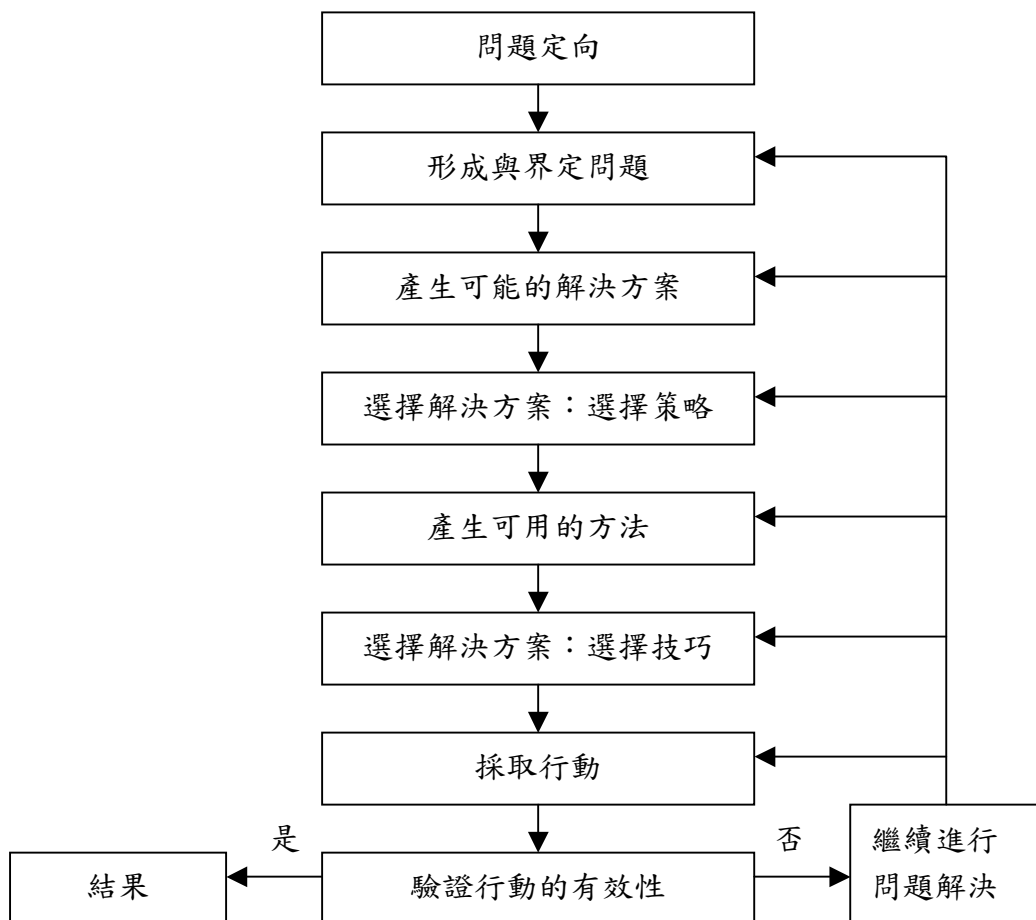 問題定向
形成與界定問題
產生可能的解決方案
選擇解決方案：選擇策略
產生可用的方法
選擇解決方案：選擇技巧
採取行動
是
否
結果
驗證行動的有效性
繼續進行
問題解決